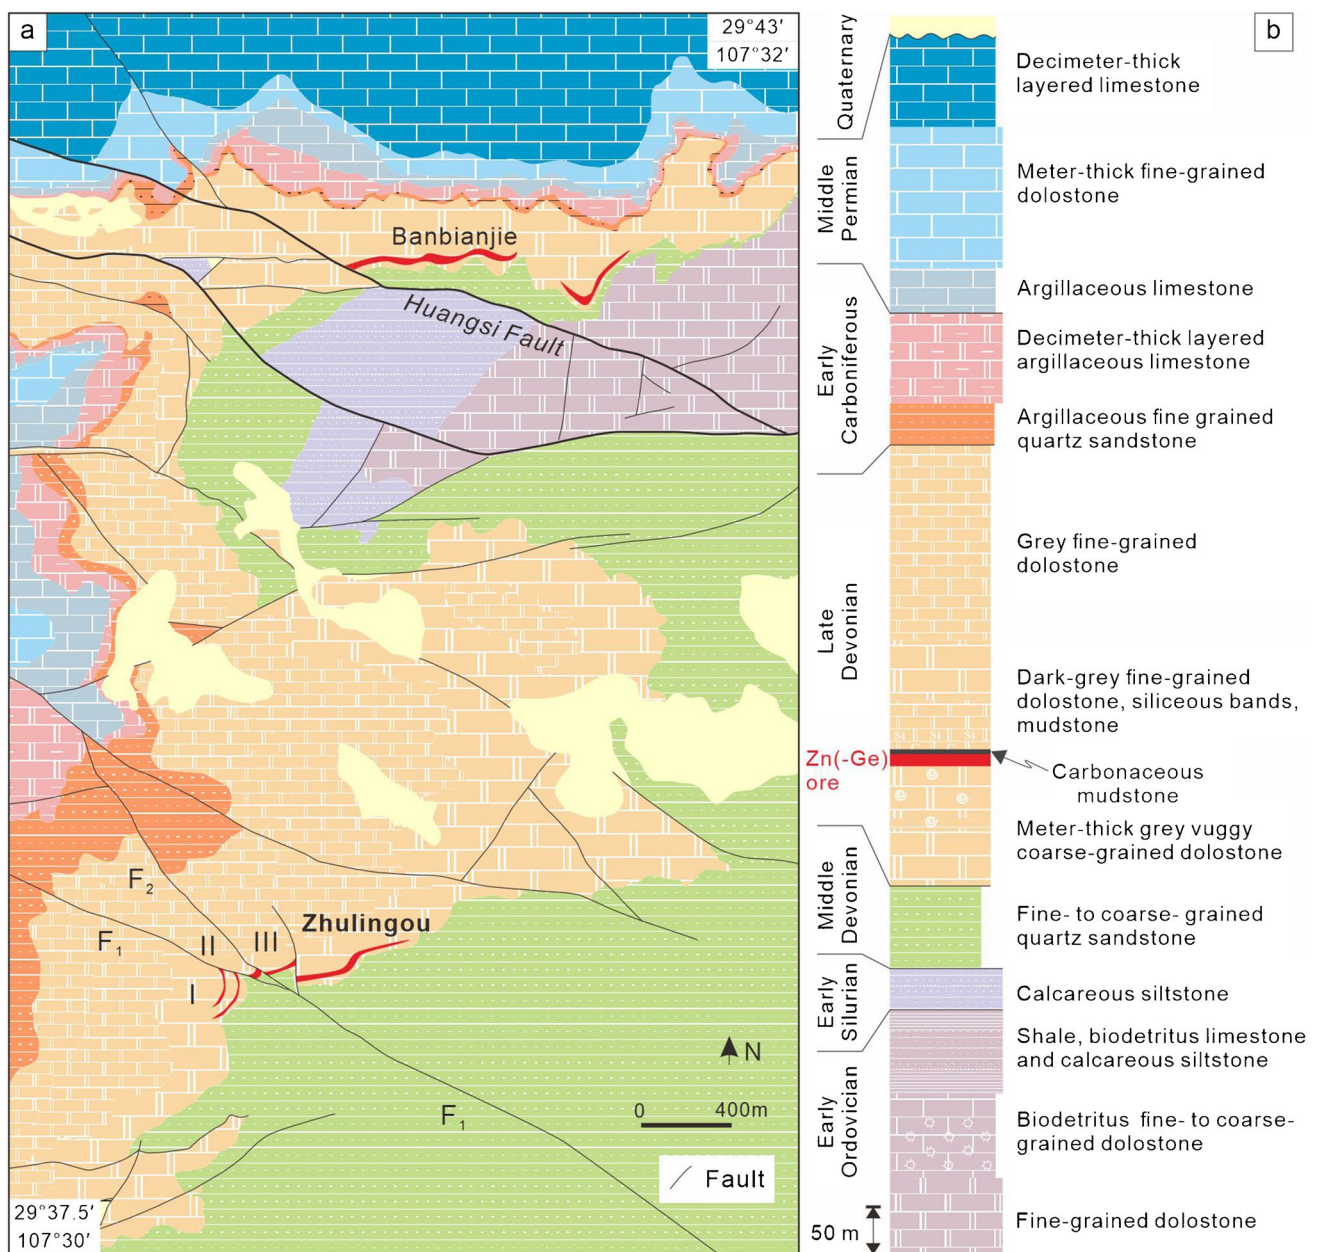 a
29°43′
107°32′
Banbianjie
Huangsi Fault
F2
F1
II
III
I
Zhulingou
N
F1
0
400m
Fault
29°37.5′
107°30′
b
Quaternary
Decimeter-thick
layered limestone
Middle
Permian
Meter-thick fine-grained
dolostone
Argillaceous limestone
Early
Carboniferous
Decimeter-thick layered
argillaceous limestone
Argillaceous fine grained
quartz sandstone
Late
Devonian
Grey fine-grained
dolostone
Dark-grey fine-grained
dolostone, siliceous bands,
mudstone
Si Si Si
C C
Zn(-Ge)
ore
Carbonaceous
mudstone
Meter-thick grey vuggy
coarse-grained dolostone
Middle
Devonian
Fine- to coarse- grained
quartz sandstone
Early
Silurian
Calcareous siltstone
Shale, biodetritus limestone
and calcareous siltstone
Early
Ordovician
Biodetritus fine- to coarse-
grained dolostone
50 m
Fine-grained dolostone